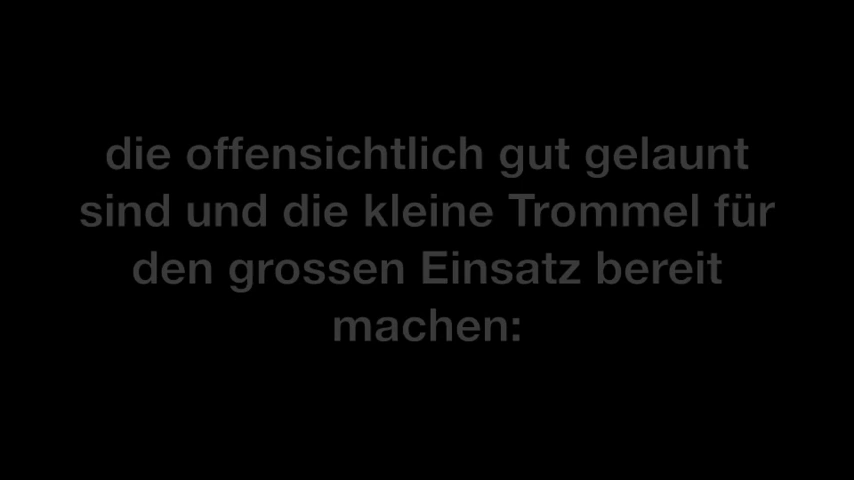 die offensichtlich gut gelaunt
sind und die kleine Trommel für
den grossen Einsatz bereit
machen: